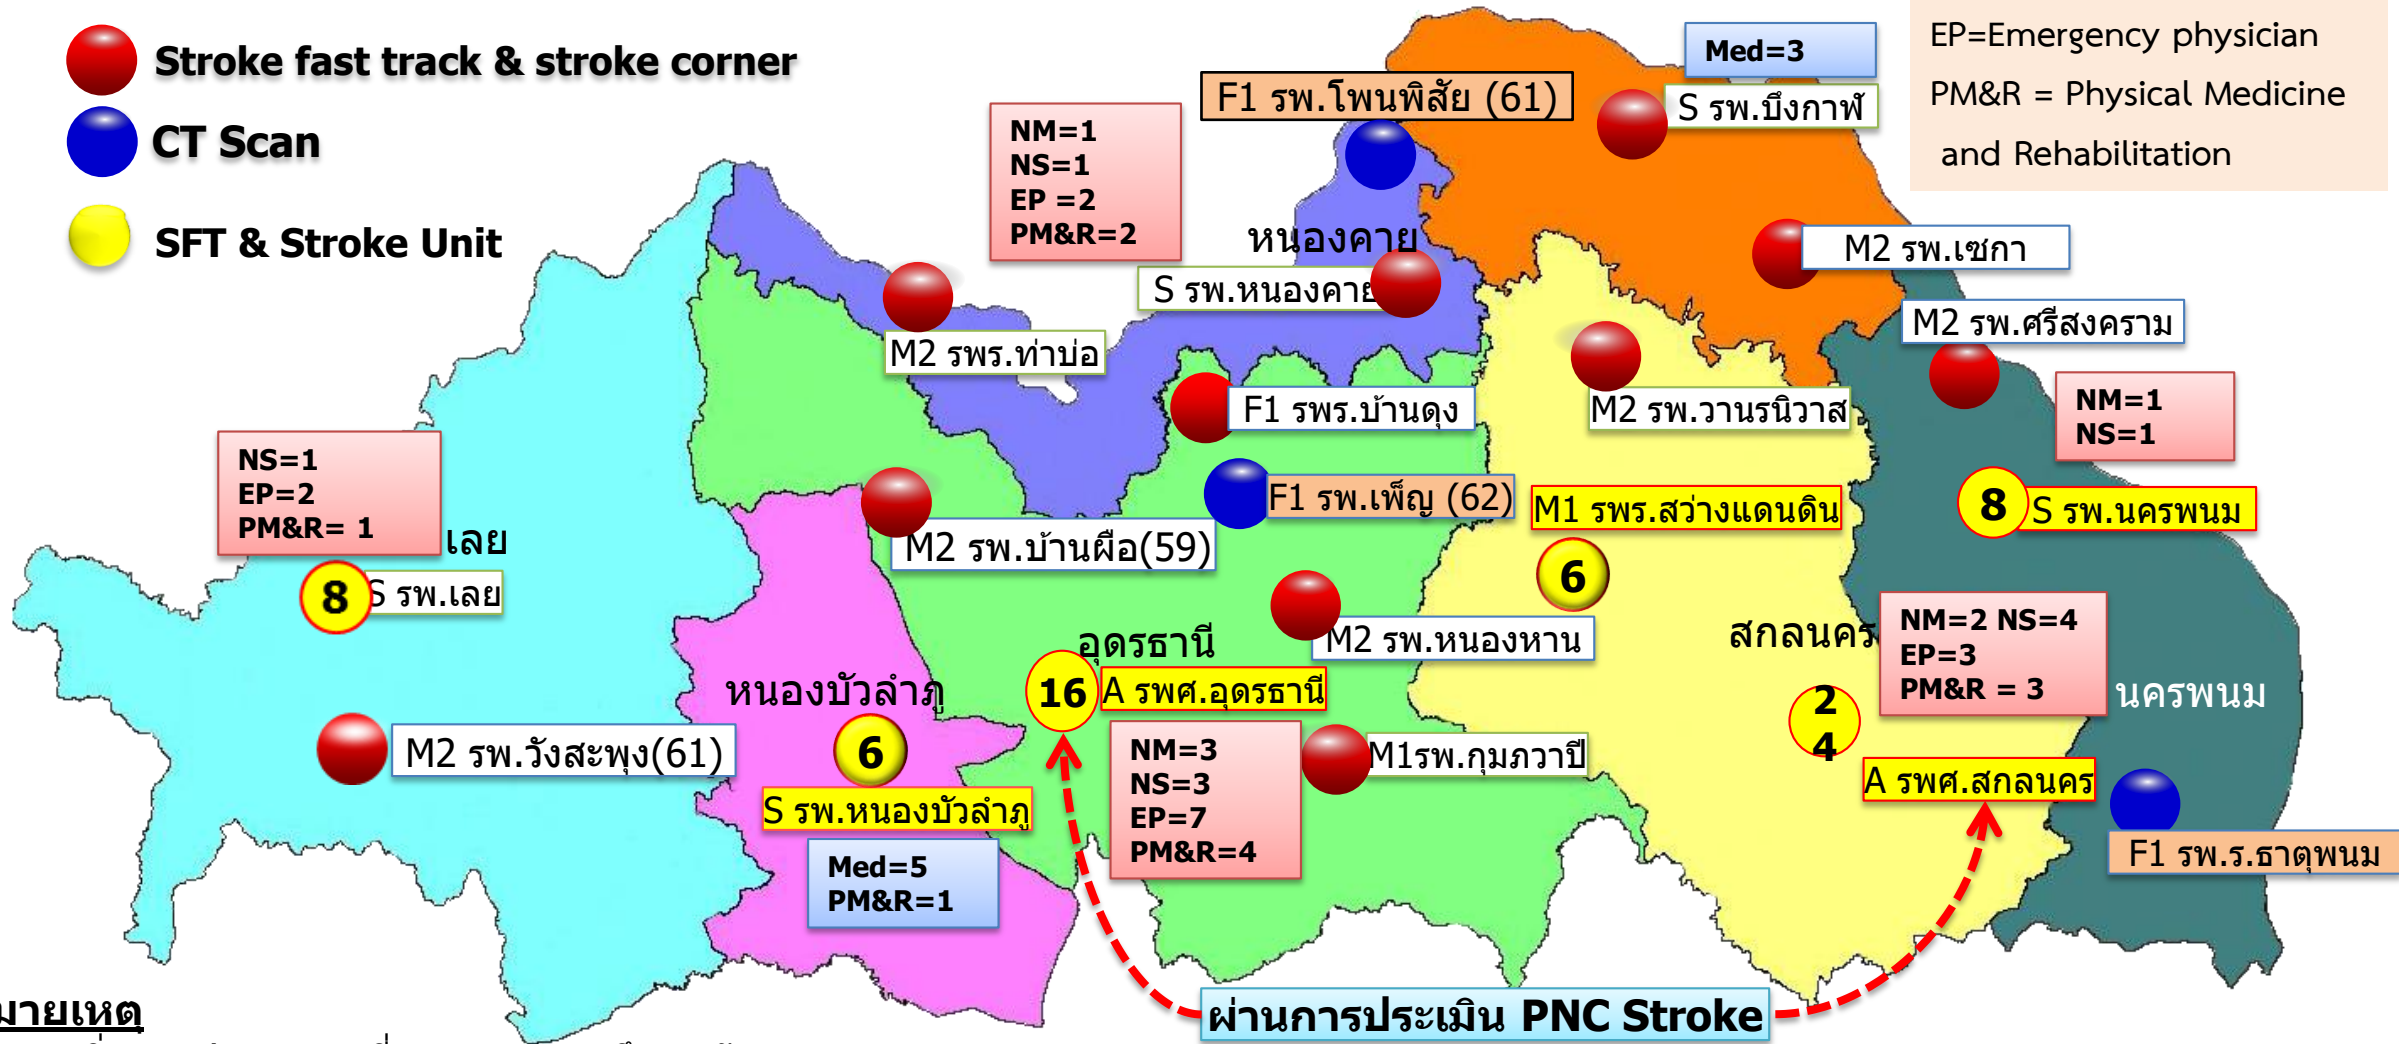 Stroke fast track & stroke corner
CT Scan
SFT & Stroke Unit
EP=Emergency physician
PM&R = Physical Medicine
and Rehabilitation
Med=3
S รพ.บึงกาฬ
F1 รพ.โพนพิสัย (61)
NM=1
NS=1
EP =2
PM&R=2
หนองคาย
S รพ.หนองคาย
M2 รพ.เซกา
M2 รพ.ศรีสงคราม
M2 รพร.ท่าบ่อ
F1 รพร.บ้านดุง
M2 รพ.วานรนิวาส
NM=1
NS=1
NS=1
EP=2
PM&R= 1
เลย
8
S รพ.เลย
M2 รพ.บ้านผือ(59)
F1 รพ.เพ็ญ (62)
M1 รพร.สว่างแดนดิน
6
8
S รพ.นครพนม
M2 รพ.หนองหาน
อุดรธานี
16
A รพศ.อุดรธานี
NM=3
NS=3
EP=7
PM&R=4
M1รพ.กุมภวาปี
สกลนคร
NM=2 NS=4
EP=3
PM&R = 3
นครพนม
2
4
A รพศ.สกลนคร
M2 รพ.วังสะพุง(61)
หนองบัวลำภู
6
S รพ.หนองบัวลำภู
Med=5
PM&R=1
F1 รพ.ร.ธาตุพนม
ผ่านการประเมิน PNC Stroke
มายเหตุ